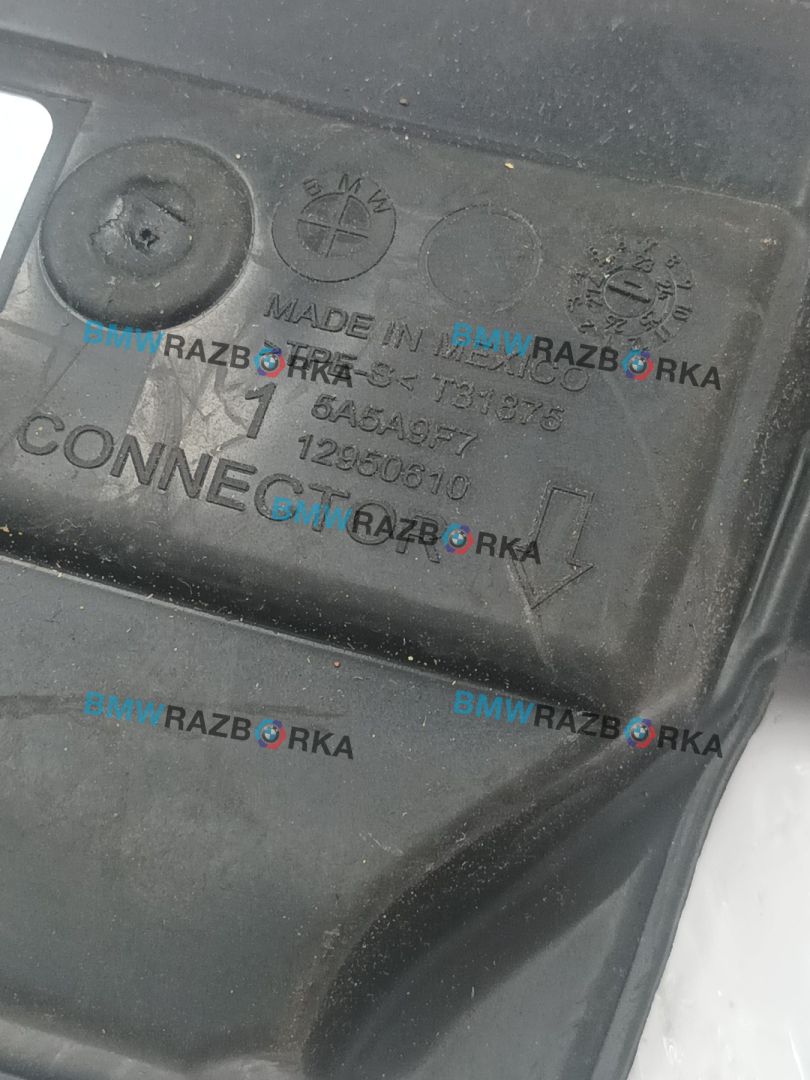 BMW
MADE IN MEXICO
>TPE-S< T31875
1 5A5A9F7
12950610
CONNECTOR
BMWRAZBORKA
BMWRAZBORKA
BMWRAZBORKA
BMWRAZBORKA
BMWRAZBORKA